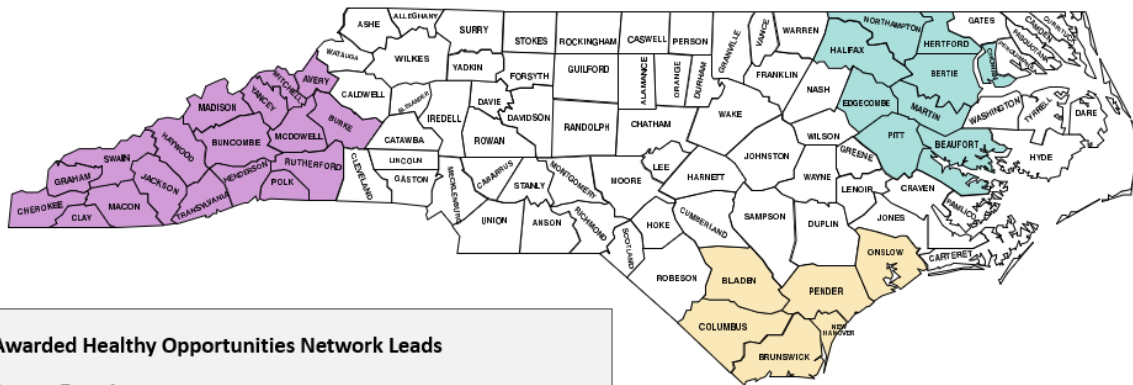 ASHE
ALLEGHANY
SURRY
STOKES
ROCKINGHAM
CASWELL
PERSON
GRANVILLE
VANCE
WARREN
NORTHAMPTON
GATES
CAMDEN
CURRITUCK
PASQUOTANK
HALIFAX
HERTFORD
WATAUGA
WILKES
YADKIN
FORSYTH
GUILFORD
ALAMANCE
ORANGE
DURHAM
FRANKLIN
NASH
BERTIE
MITCHELL
AVERY
CALDWELL
ALEXANDER
IREDELL
DAVIE
DAVIDSON
RANDOLPH
CHATHAM
WAKE
EDGECOMBE
MARTIN
WASHINGTON
TYRRELL
DARE
MADISON
YANCEY
BURKE
CATAWBA
ROWAN
WILSON
PITT
BEAUFORT
HYDE
HAYWOOD
BUNCOMBE
MCDOWELL
LINCOLN
JOHNSTON
GREENE
SWAIN
GRAHAM
JACKSON
HENDERSON
RUTHERFORD
POLK
CLEVELAND
GASTON
MECKLENBURG
CABARRUS
STANLY
MONTGOMERY
MOORE
LEE
HARNETT
WAYNE
LENOIR
CRAVEN
PAMLICO
CHEROKEE
CLAY
MACON
TRANSYLVANIA
UNION
ANSON
RICHMOND
SCOTLAND
HOKE
CUMBERLAND
SAMPSON
DUPLIN
JONES
CARTERET
ROBESON
BLADEN
PENDER
ONSLOW
COLUMBUS
BRUNSWICK
NEW
HANOVER
Awarded Healthy Opportunities Network Leads